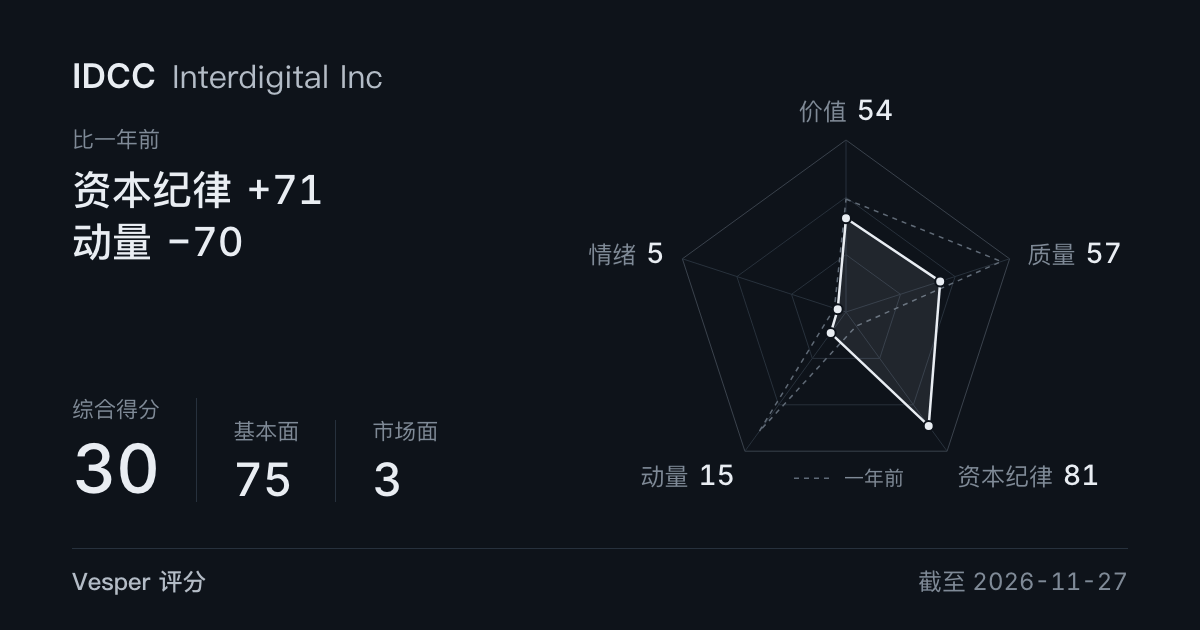 IDCC Interdigital Inc
比一年前
资本纪律 +71
动量 −70
价值 54
情绪 5
质量 57
动量 15
一年前
资本纪律 81
综合得分
30
基本面
75
市场面
3
Vesper 评分
截至 2026-11-27